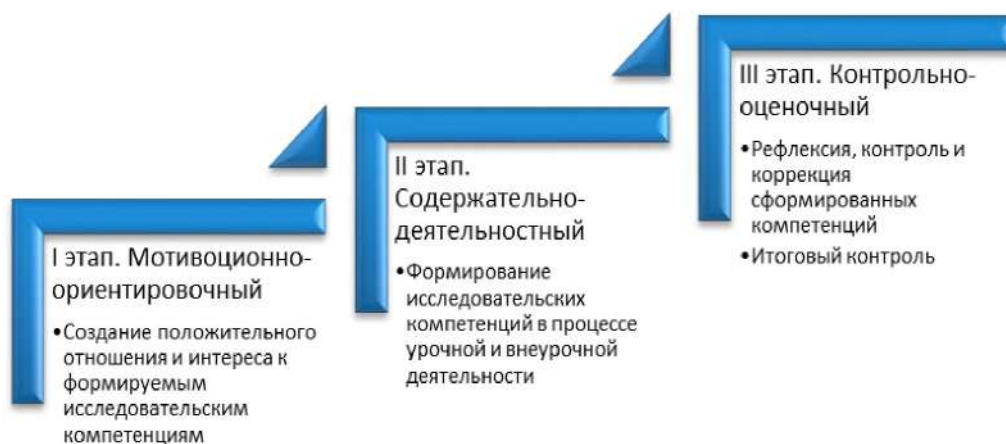 I этап. Мотивоционно-
ориентировочный
•Создание положительного
отношения и интереса к
формируемым
исследовательским
компетенциям
II этап.
Содержательно-
деятельностный
•Формирование
исследовательских
компетенций в процессе
урочной и внеурочной
деятельности
III этап. Контрольно-
оценочный
•Рефлексия, контроль и
коррекция
сформированных
компетенций
•Итоговый контроль